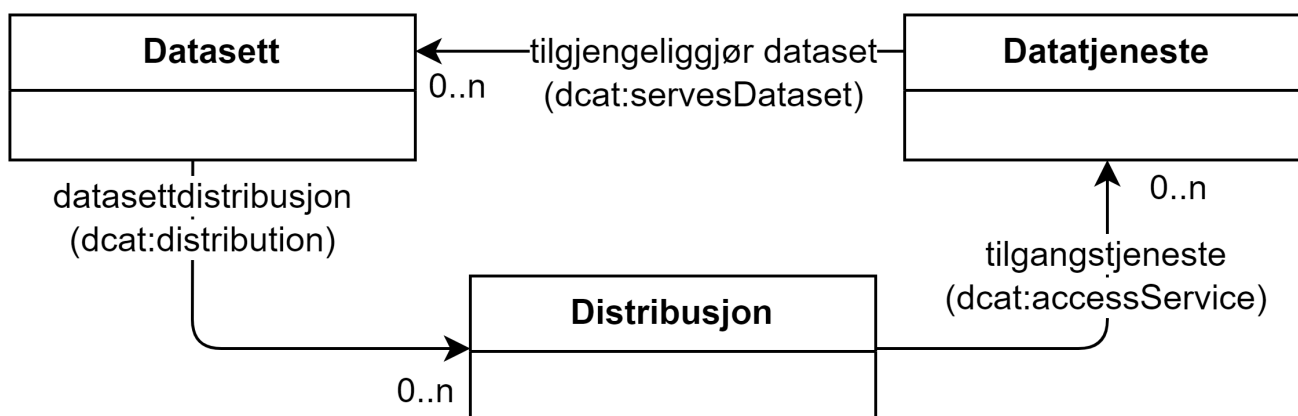 Datasett
tilgjengeliggjør dataset
(dcat:servesDataset)
0..n
Datatjeneste
datasettdistribusjon
(dcat:distribution)
0..n
tilgangstjeneste
(dcat:accessService)
Distribusjon
0..n